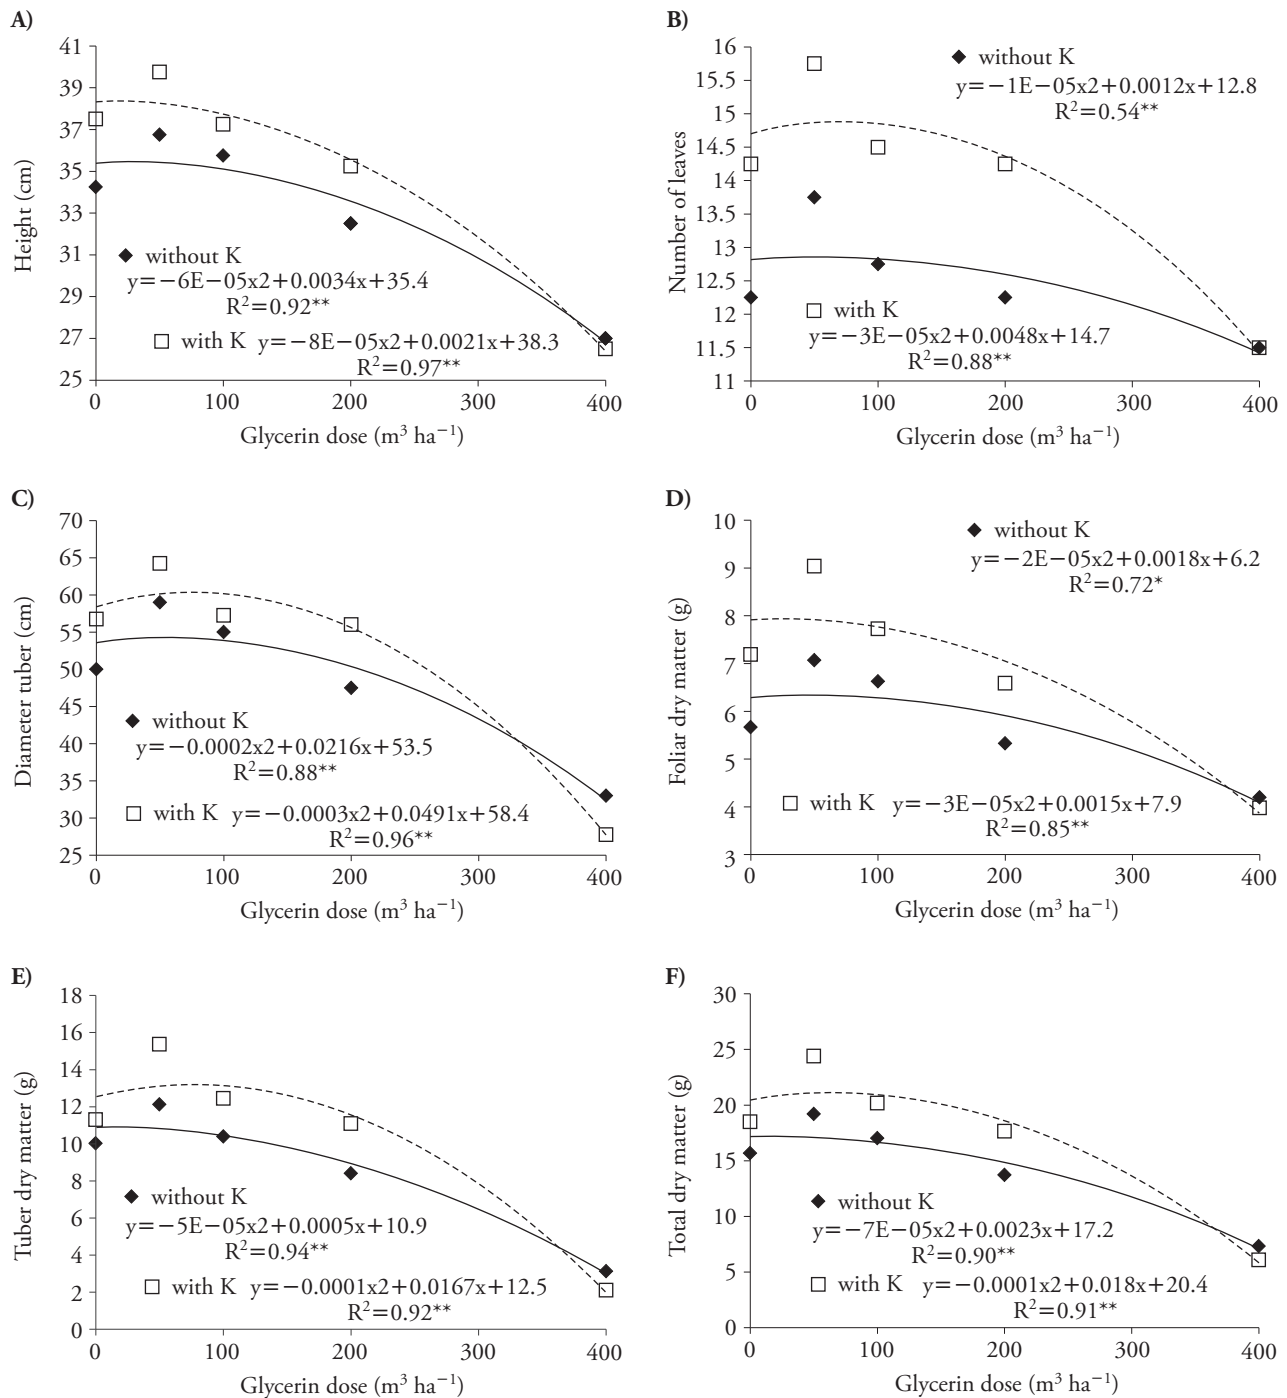 A)
41
39
37
35
33
31
29
27
25
Height (cm)
without K
y=−6E−05x2+0.0034x+35.4
R²=0.92**
with K y=−8E−05x2+0.0021x+38.3
R²=0.97**
0 100 200 300 400
Glycerin dose (m³ ha⁻¹)
B)
16
15.5
15
14.5
14
13.5
13
12.5
12
11.5
11
Number of leaves
without K
y=−1E−05x2+0.0012x+12.8
R²=0.54**
with K
y=−3E−05x2+0.0048x+14.7
R²=0.88**
0 100 200 300 400
Glycerin dose (m³ ha⁻¹)
C)
70
65
60
55
50
45
40
35
30
25
Diameter tuber (cm)
without K
y=−0.0002x2+0.0216x+53.5
R²=0.88**
with K y=−0.0003x2+0.0491x+58.4
R²=0.96**
0 100 200 300 400
Glycerin dose (m³ ha⁻¹)
D)
10
9
8
7
6
5
4
3
Foliar dry matter (g)
without K
y=−2E−05x2+0.0018x+6.2
R²=0.72*
with K y=−3E−05x2+0.0015x+7.9
R²=0.85**
0 100 200 300 400
Glycerin dose (m³ ha⁻¹)
E)
18
16
14
12
10
8
6
4
2
0
Tuber dry matter (g)
without K
y=−5E−05x2+0.0005x+10.9
R²=0.94**
with K y=−0.0001x2+0.0167x+12.5
R²=0.92**
0 100 200 300 400
Glycerin dose (m³ ha⁻¹)
F)
30
25
20
15
10
5
0
Total dry matter (g)
without K
y=−7E−05x2+0.0023x+17.2
R²=0.90**
with K y=−0.0001x2+0.018x+20.4
R²=0.91**
0 100 200 300 400
Glycerin dose (m³ ha⁻¹)